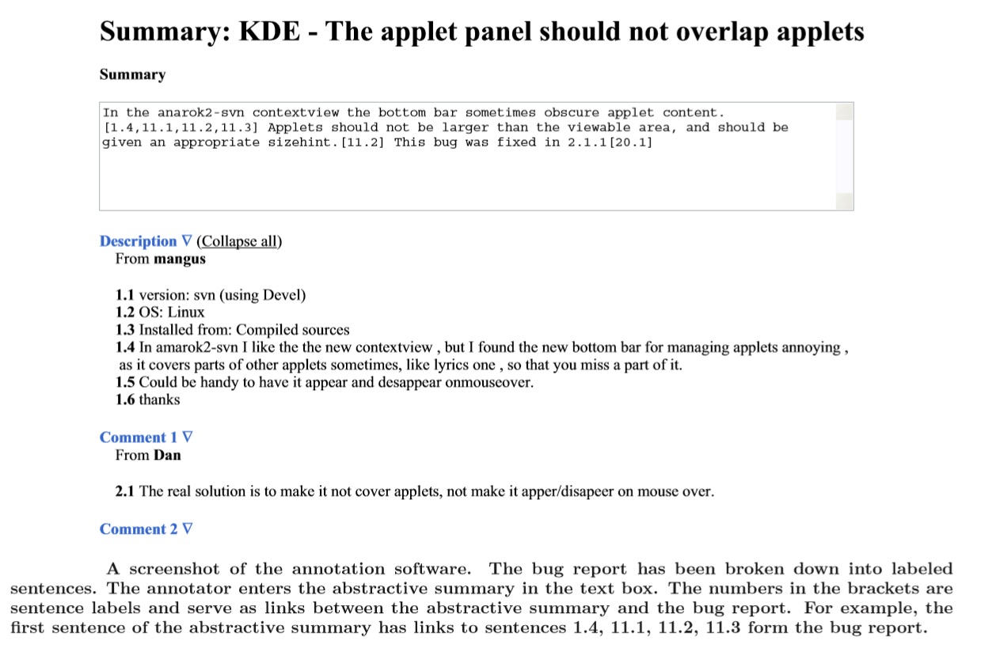 Summary: KDE - The applet panel should not overlap applets
Summary
In the anarok2-svn contextview the bottom bar sometimes obscure applet content.
[1.4,11.1,11.2,11.3] Applets should not be larger than the viewable area, and should be
given an appropriate sizehint.[11.2] This bug was fixed in 2.1.1[20.1]
Description ∇ (Collapse all)
From mangus
1.1 version: svn (using Devel)
1.2 OS: Linux
1.3 Installed from: Compiled sources
1.4 In amarok2-svn I like the the new contextview , but I found the new bottom bar for managing applets annoying ,
as it covers parts of other applets sometimes, like lyrics one , so that you miss a part of it.
1.5 Could be handy to have it appear and desappear onmouseover.
1.6 thanks
Comment 1 ∇
From Dan
2.1 The real solution is to make it not cover applets, not make it apper/disapeer on mouse over.
Comment 2 ∇
A screenshot of the annotation software. The bug report has been broken down into labeled
sentences. The annotator enters the abstractive summary in the text box. The numbers in the brackets are
sentence labels and serve as links between the abstractive summary and the bug report. For example, the
first sentence of the abstractive summary has links to sentences 1.4, 11.1, 11.2, 11.3 form the bug report.